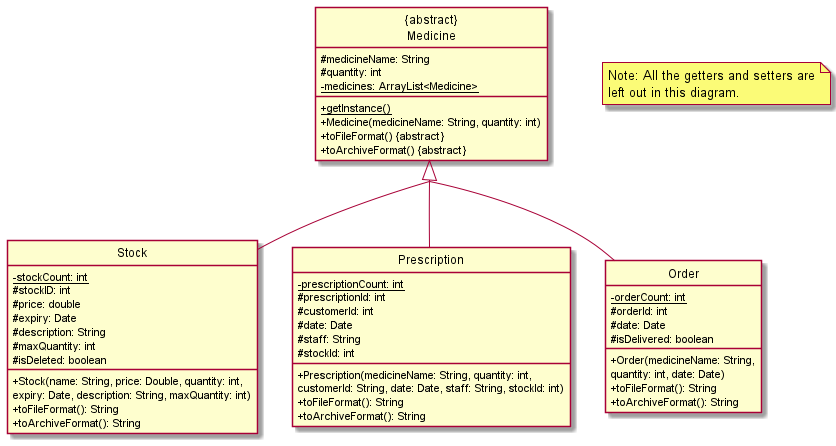 {abstract}
Medicine
#medicineName: String
#quantity: int
-medicines: ArrayList<Medicine>
+getInstance()
+Medicine(medicineName: String, quantity: int)
+toFileFormat() {abstract}
+toArchiveFormat() {abstract}
Note: All the getters and setters are
left out in this diagram.
Stock
-stockCount: int
#stockID: int
#price: double
#expiry: Date
#description: String
#maxQuantity: int
#isDeleted: boolean
+Stock(name: String, price: Double, quantity: int,
expiry: Date, description: String, maxQuantity: int)
+toFileFormat(): String
+toArchiveFormat(): String
Prescription
-prescriptionCount: int
#prescriptionId: int
#customerId: int
#date: Date
#staff: String
#stockId: int
+Prescription(medicineName: String, quantity: int,
customerId: String, date: Date, staff: String, stockId: int)
+toFileFormat(): String
+toArchiveFormat(): String
Order
-orderCount: int
#orderId: int
#date: Date
#isDelivered: boolean
+Order(medicineName: String,
quantity: int, date: Date)
+toFileFormat(): String
+toArchiveFormat(): String